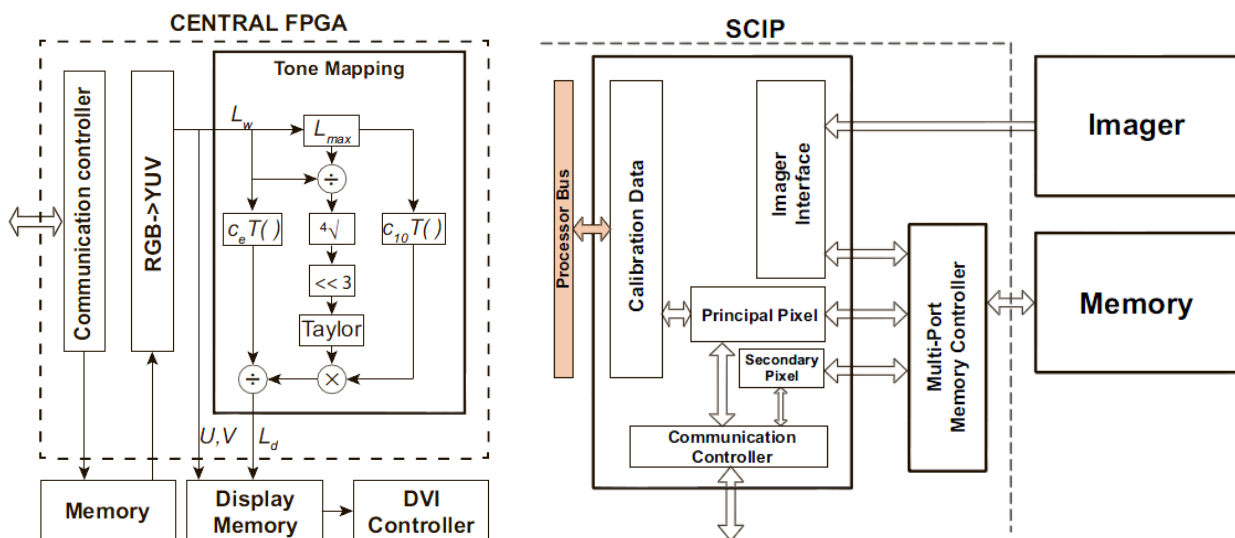 CENTRAL FPGA
Communication controller
RGB->YUV
Tone Mapping
L_w
L_max
÷
c_e T( )
⁴√
c_10 T( )
<< 3
Taylor
÷
×
U,V
L_d
Memory
Display
Memory
DVI
Controller
SCIP
Processor Bus
Calibration Data
Imager
Interface
Principal Pixel
Secondary
Pixel
Communication
Controller
Multi-Port
Memory Controller
Imager
Memory